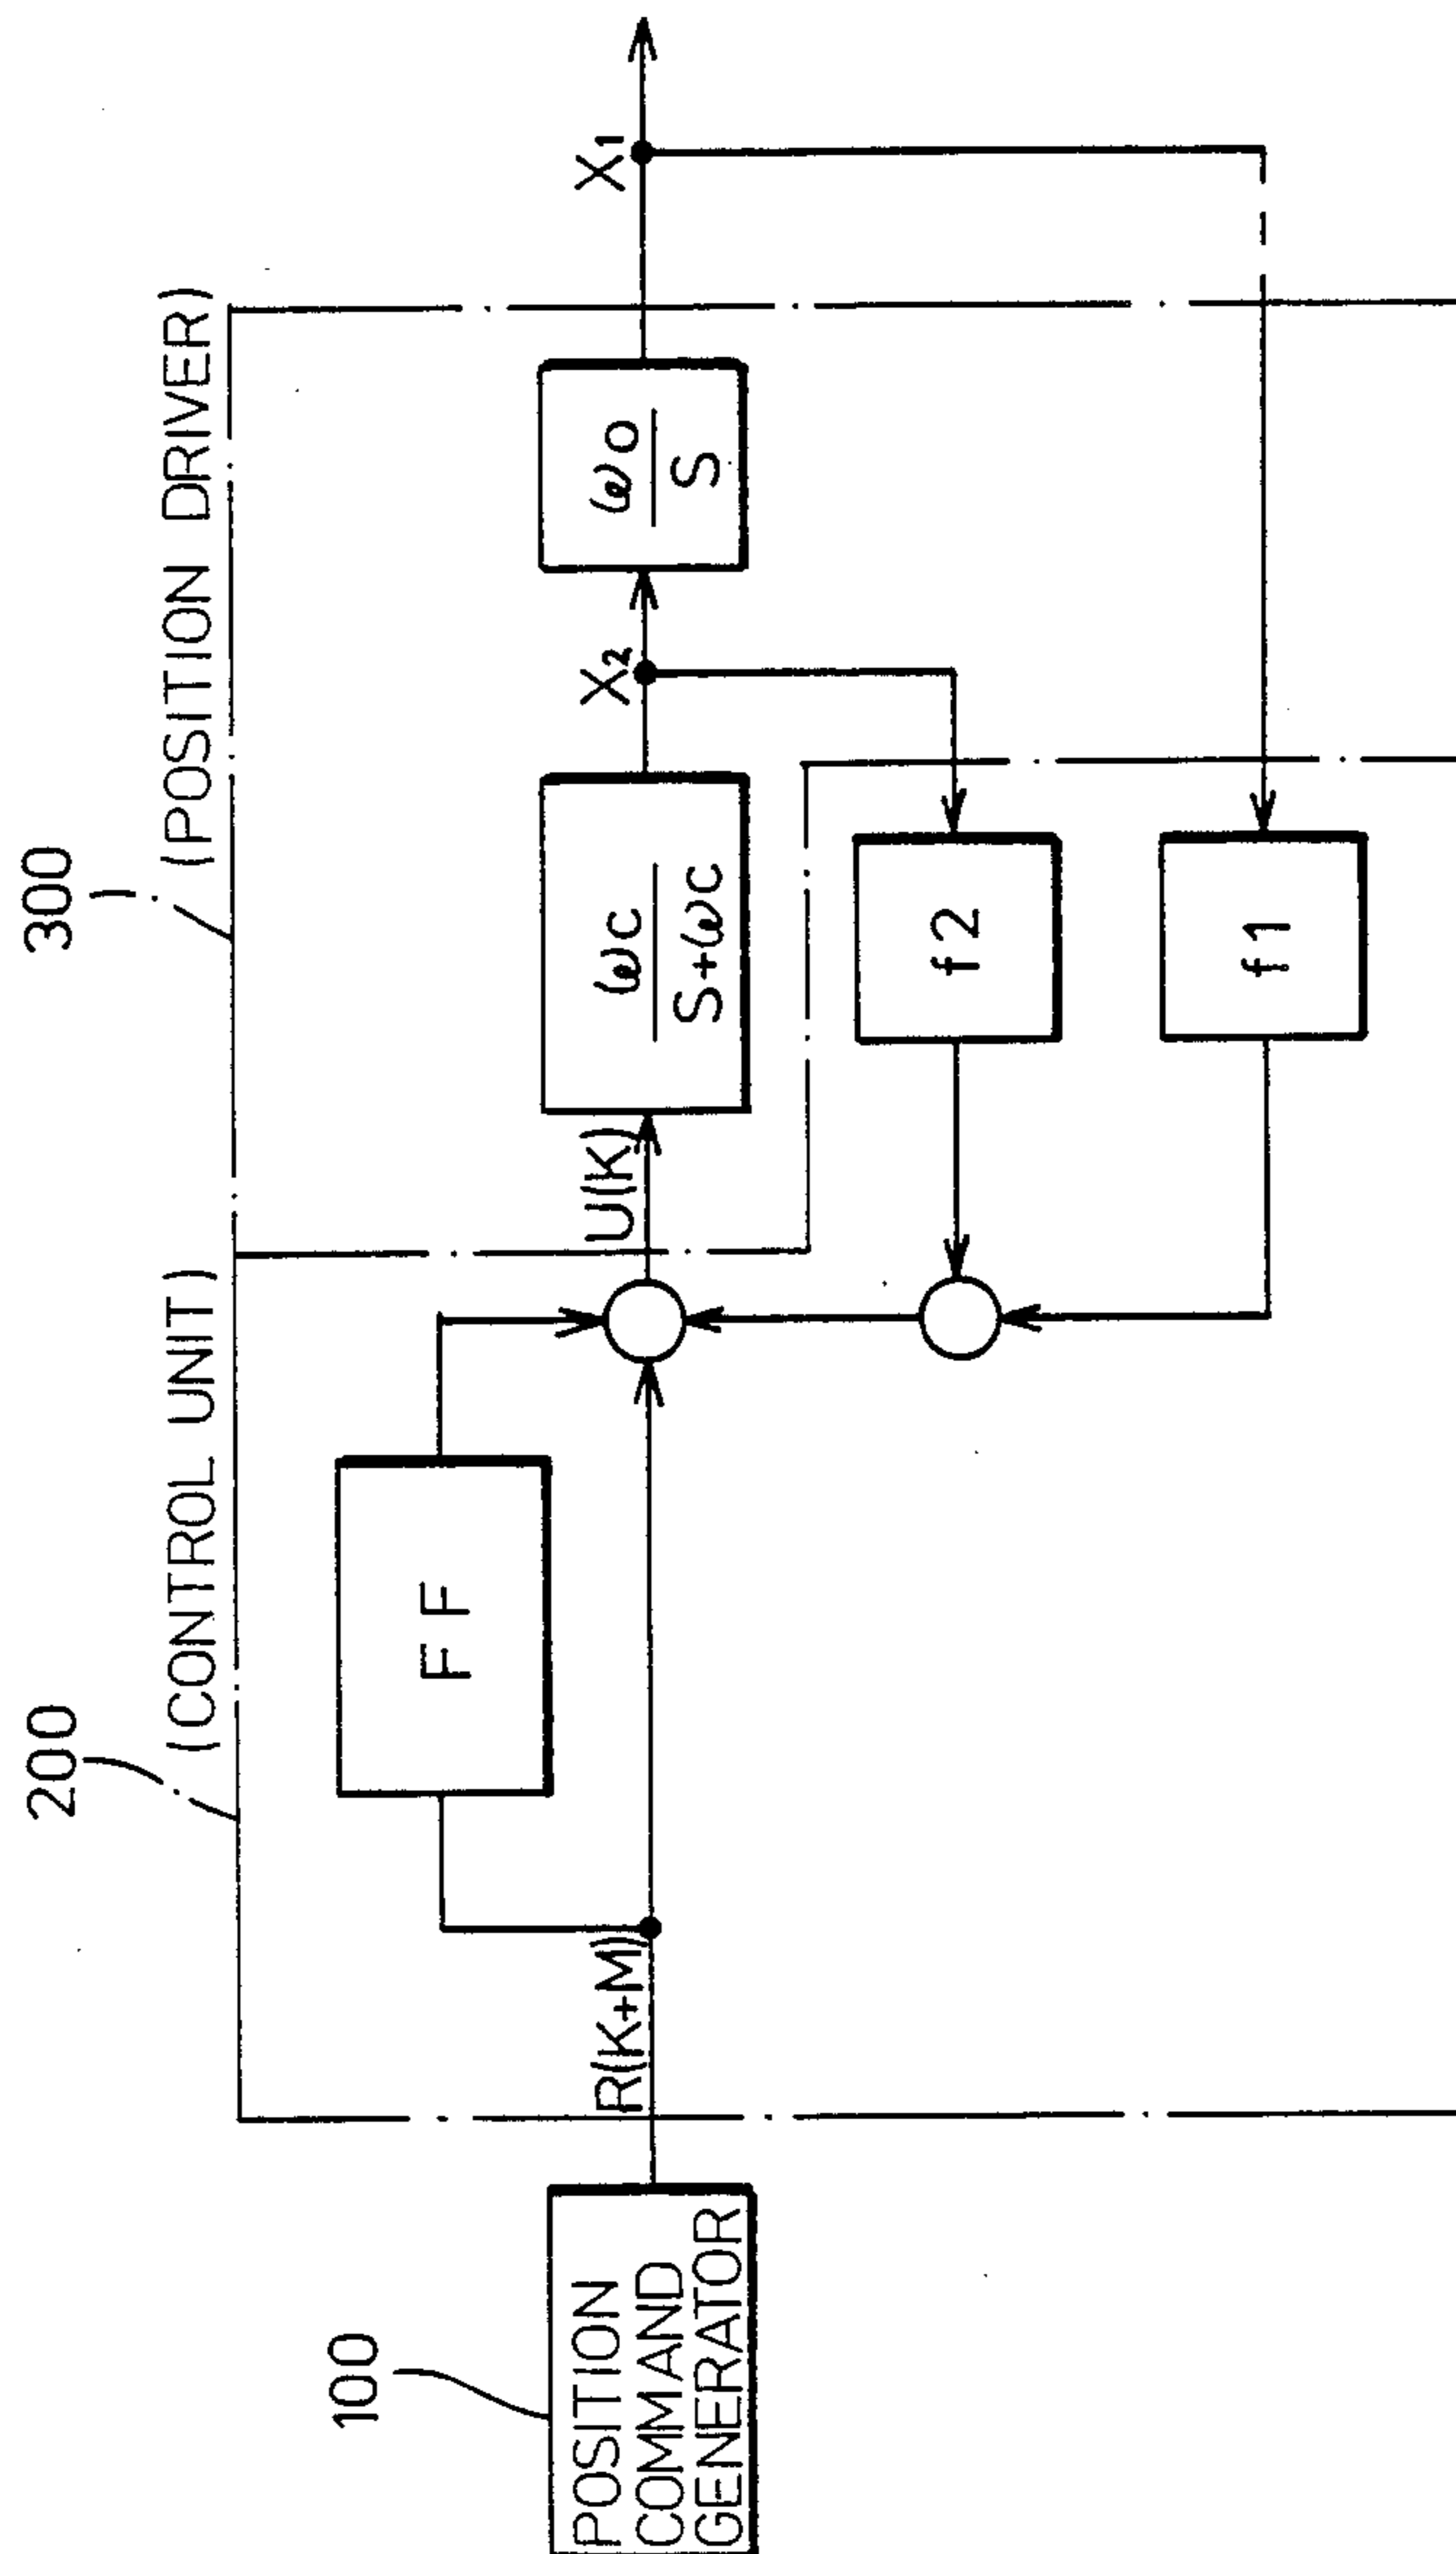 100
POSITION
COMMAND
GENERATOR
R(K+M)
200
(CONTROL UNIT)
FF
U(K)
300
(POSITION DRIVER)
ωc
S+ωc
X2
ωo
S
X1
f2
f1